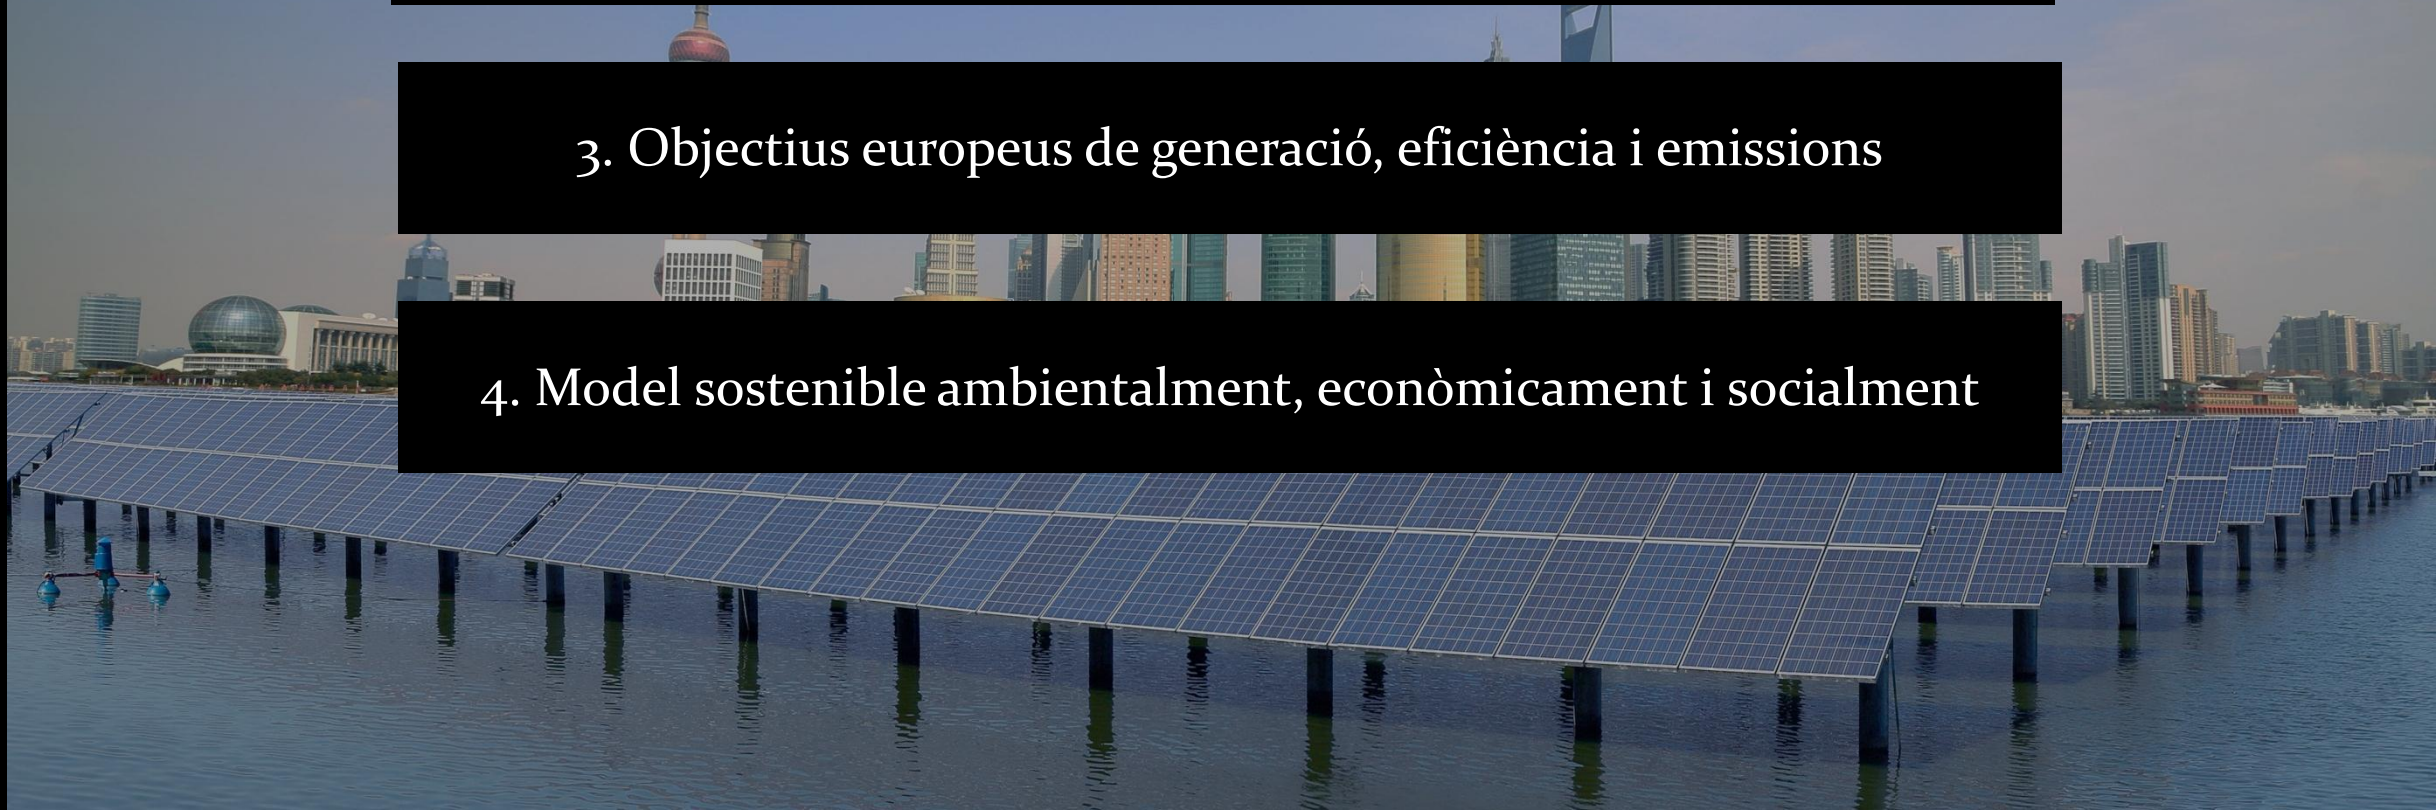 3. Objectius europeus de generació, eficiència i emissions
4. Model sostenible ambientalment, econòmicament i socialment